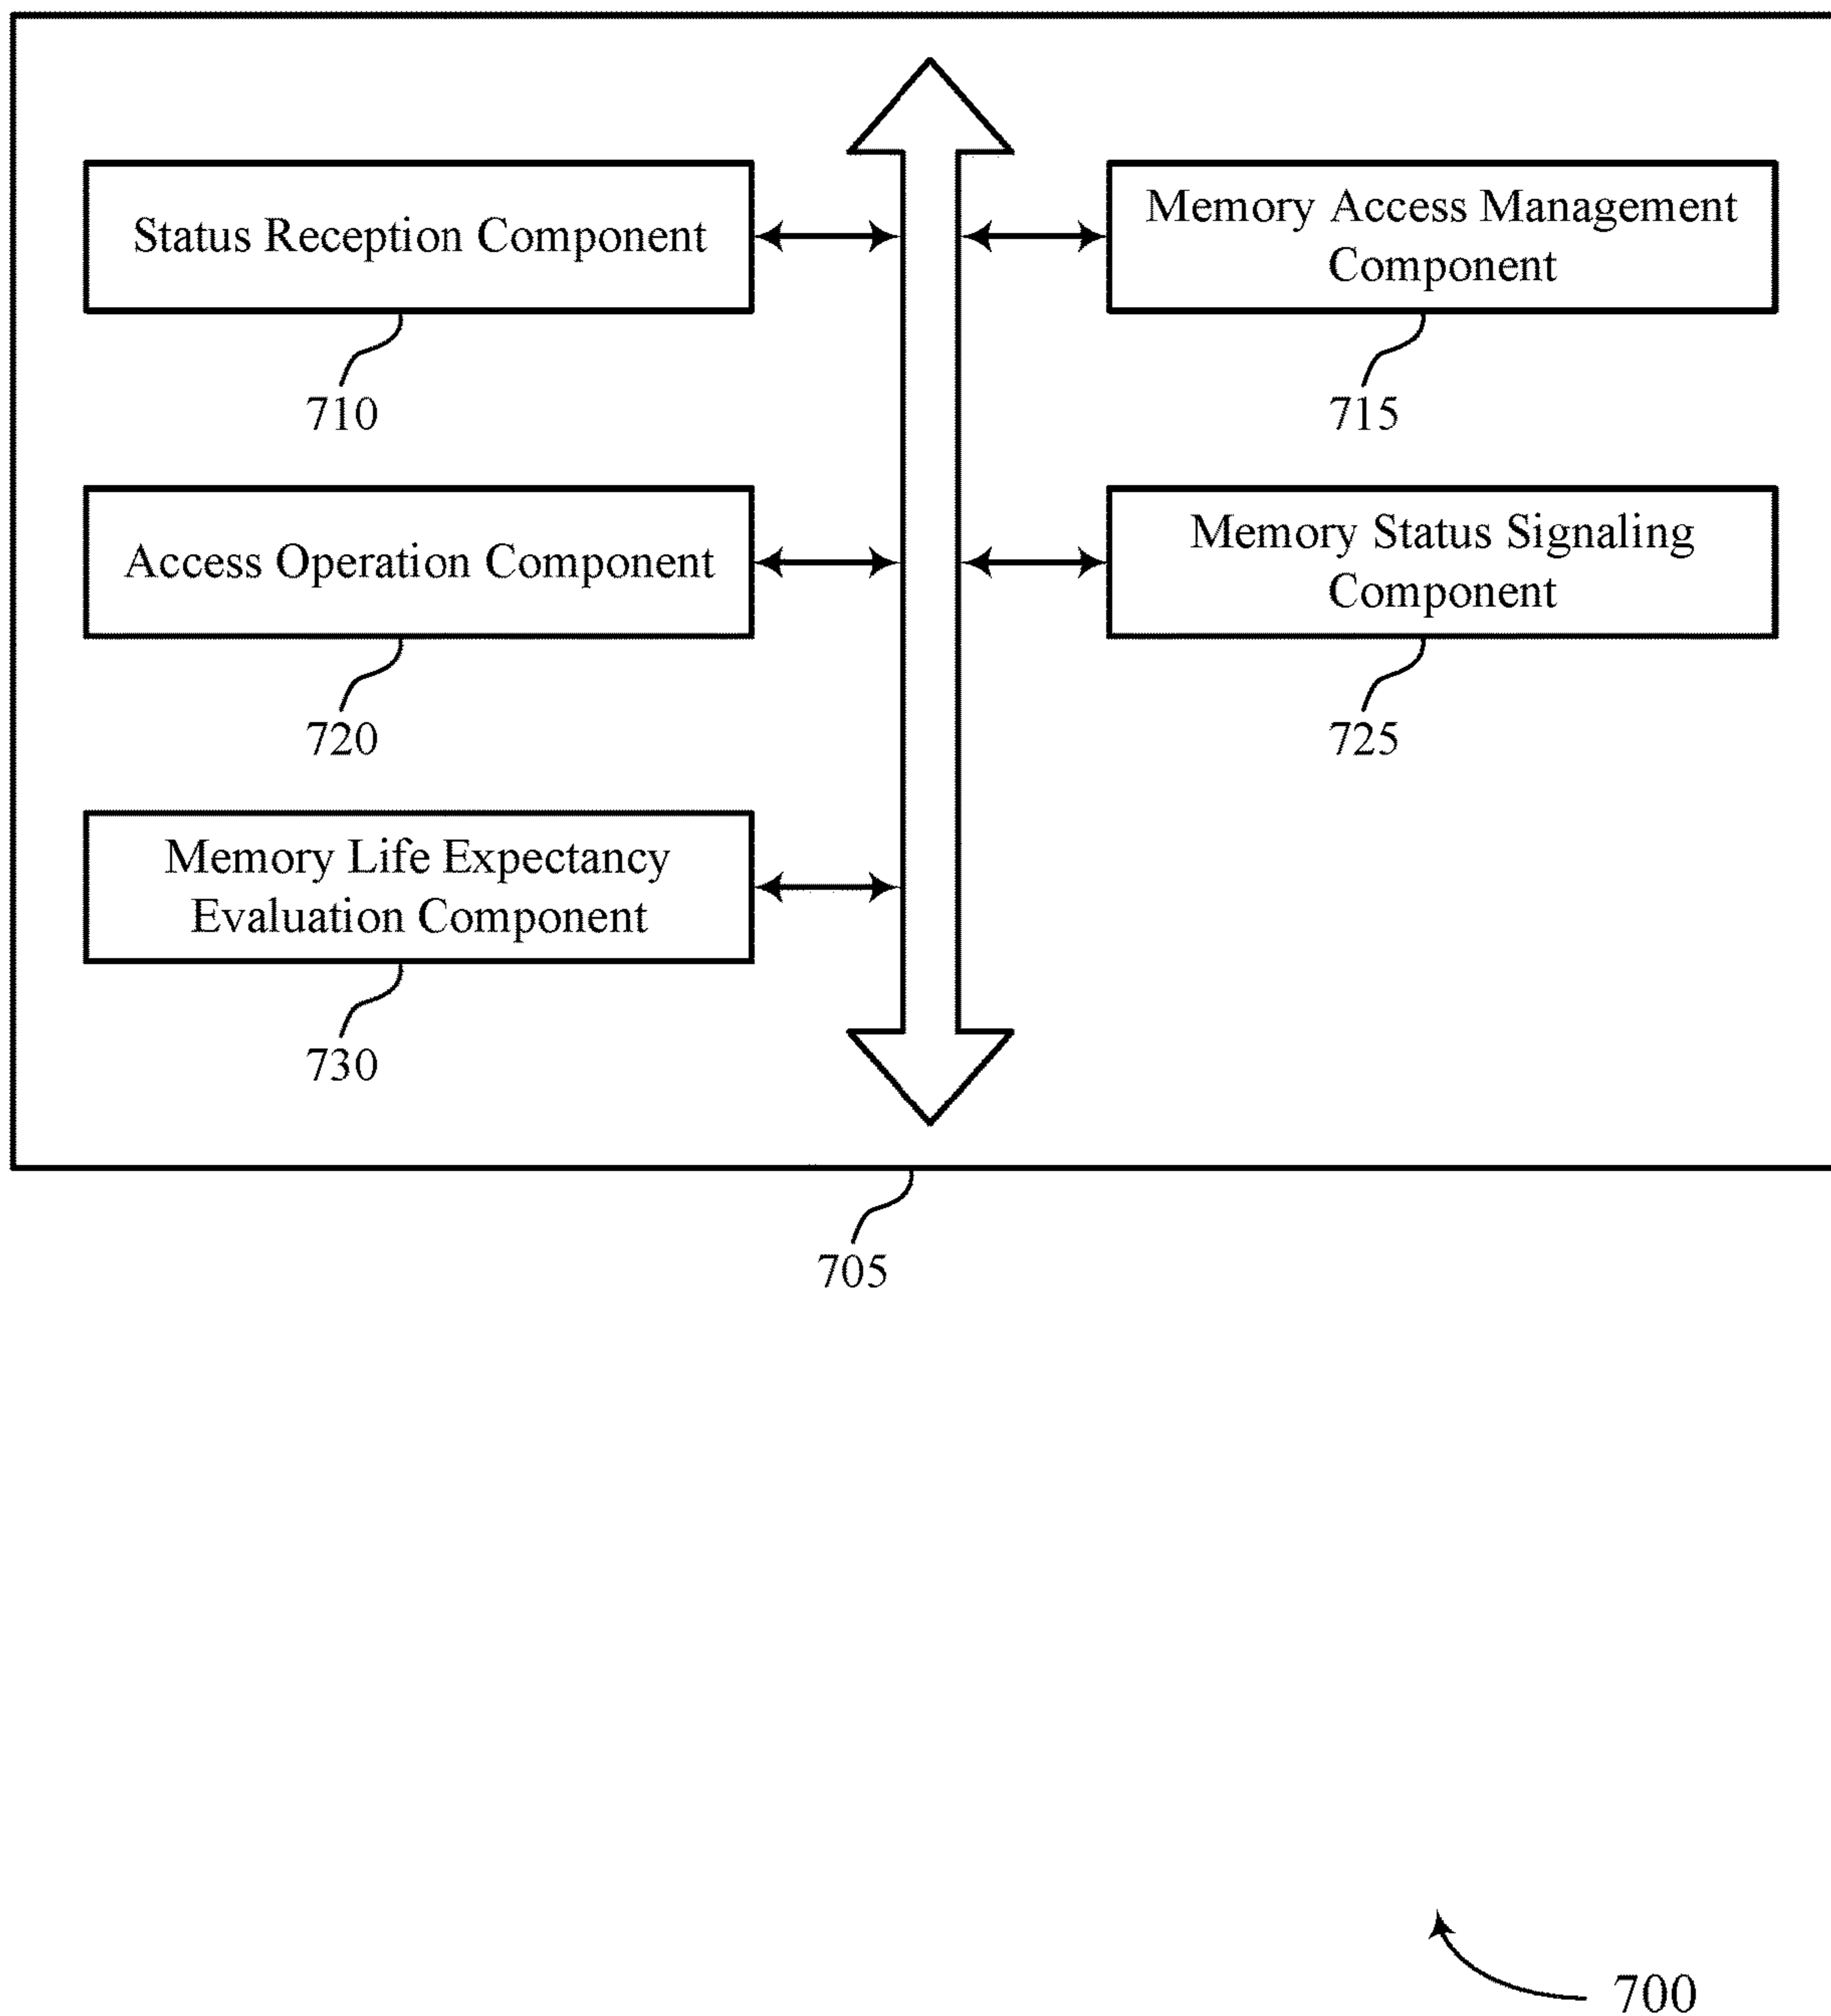 Status Reception Component
710
Memory Access Management
Component
715
Access Operation Component
720
Memory Status Signaling
Component
725
Memory Life Expectancy
Evaluation Component
730
705
700